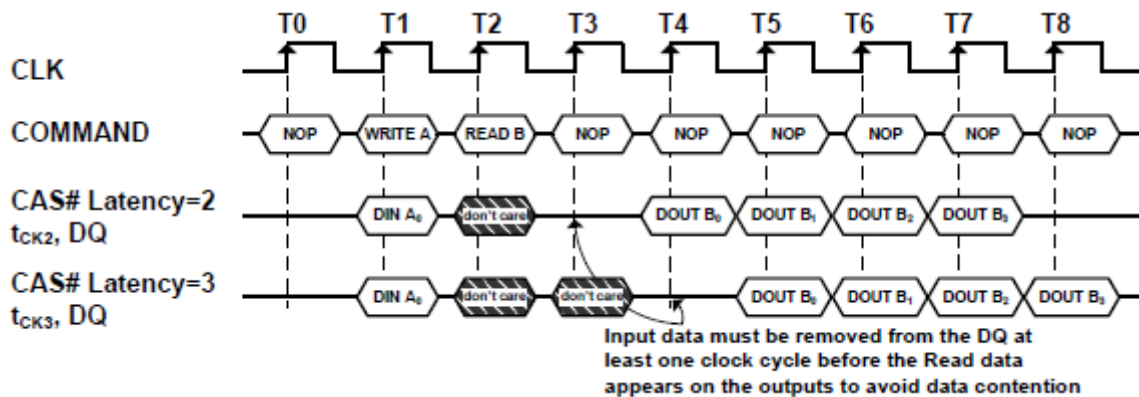 T0 T1 T2 T3 T4 T5 T6 T7 T8
CLK
COMMAND NOP WRITE A READ B NOP NOP NOP NOP NOP NOP
CAS# Latency=2
tCK2, DQ DIN A0 don't care DOUT B0 DOUT B1 DOUT B2 DOUT B3
CAS# Latency=3
tCK3, DQ DIN A0 don't care don't care DOUT B0 DOUT B1 DOUT B2 DOUT B3
Input data must be removed from the DQ at
least one clock cycle before the Read data
appears on the outputs to avoid data contention